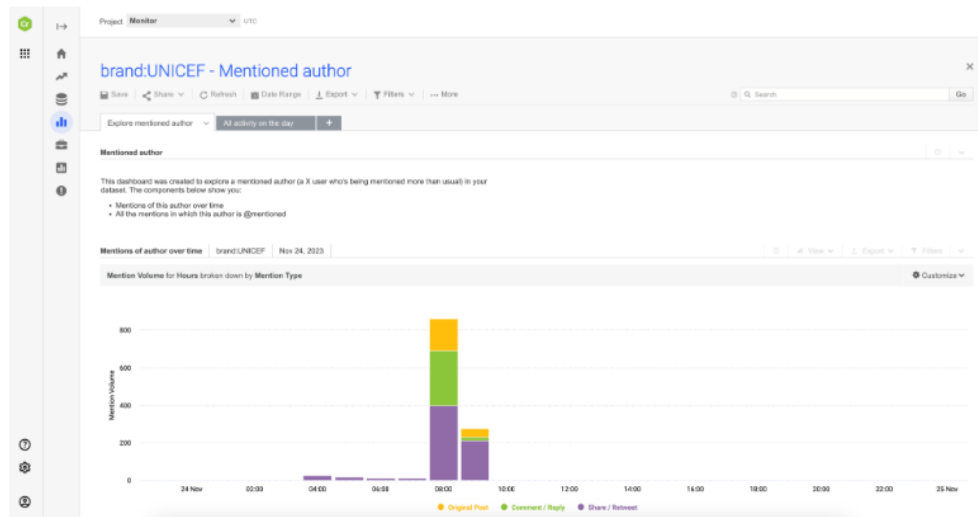 Cr
Project Monitor UTC
brand:UNICEF - Mentioned author
Save Share Refresh Date Range Export Filters ••• More
Search Go
Explore mentioned author All activity on the day +
Mentioned author
This dashboard was created to explore a mentioned author (a X user who's being mentioned more than usual) in your
dataset. The components below show you:
• Mentions of this author over time
• All the mentions in which this author is @mentioned
Mentions of author over time brand:UNICEF Nov 24, 2023
View Export Filters
Mention Volume for Hours broken down by Mention Type
Customize
800
600
400
200
0
Mention Volume
24 Nov 02:00 04:00 06:00 08:00 10:00 12:00 14:00 16:00 18:00 20:00 22:00 25 Nov
Original Post Comment / Reply Share / Retweet